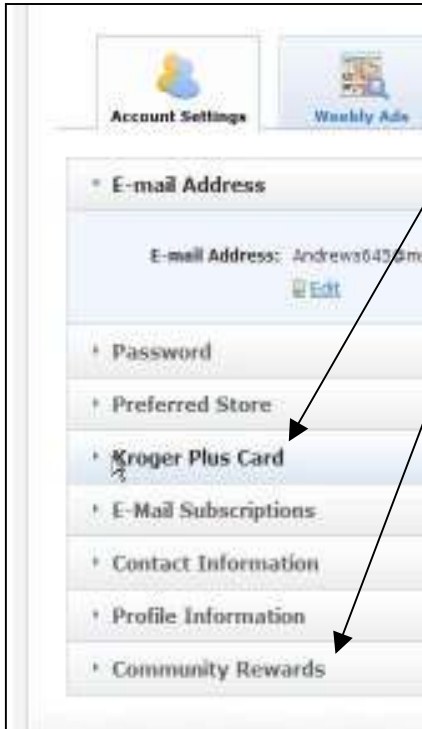 Account Settings
Weekly Ads
E-mail Address
E-mail Address:
Edit
Password
Preferred Store
Kroger Plus Card
E-Mail Subscriptions
Contact Information
Profile Information
Community Rewards